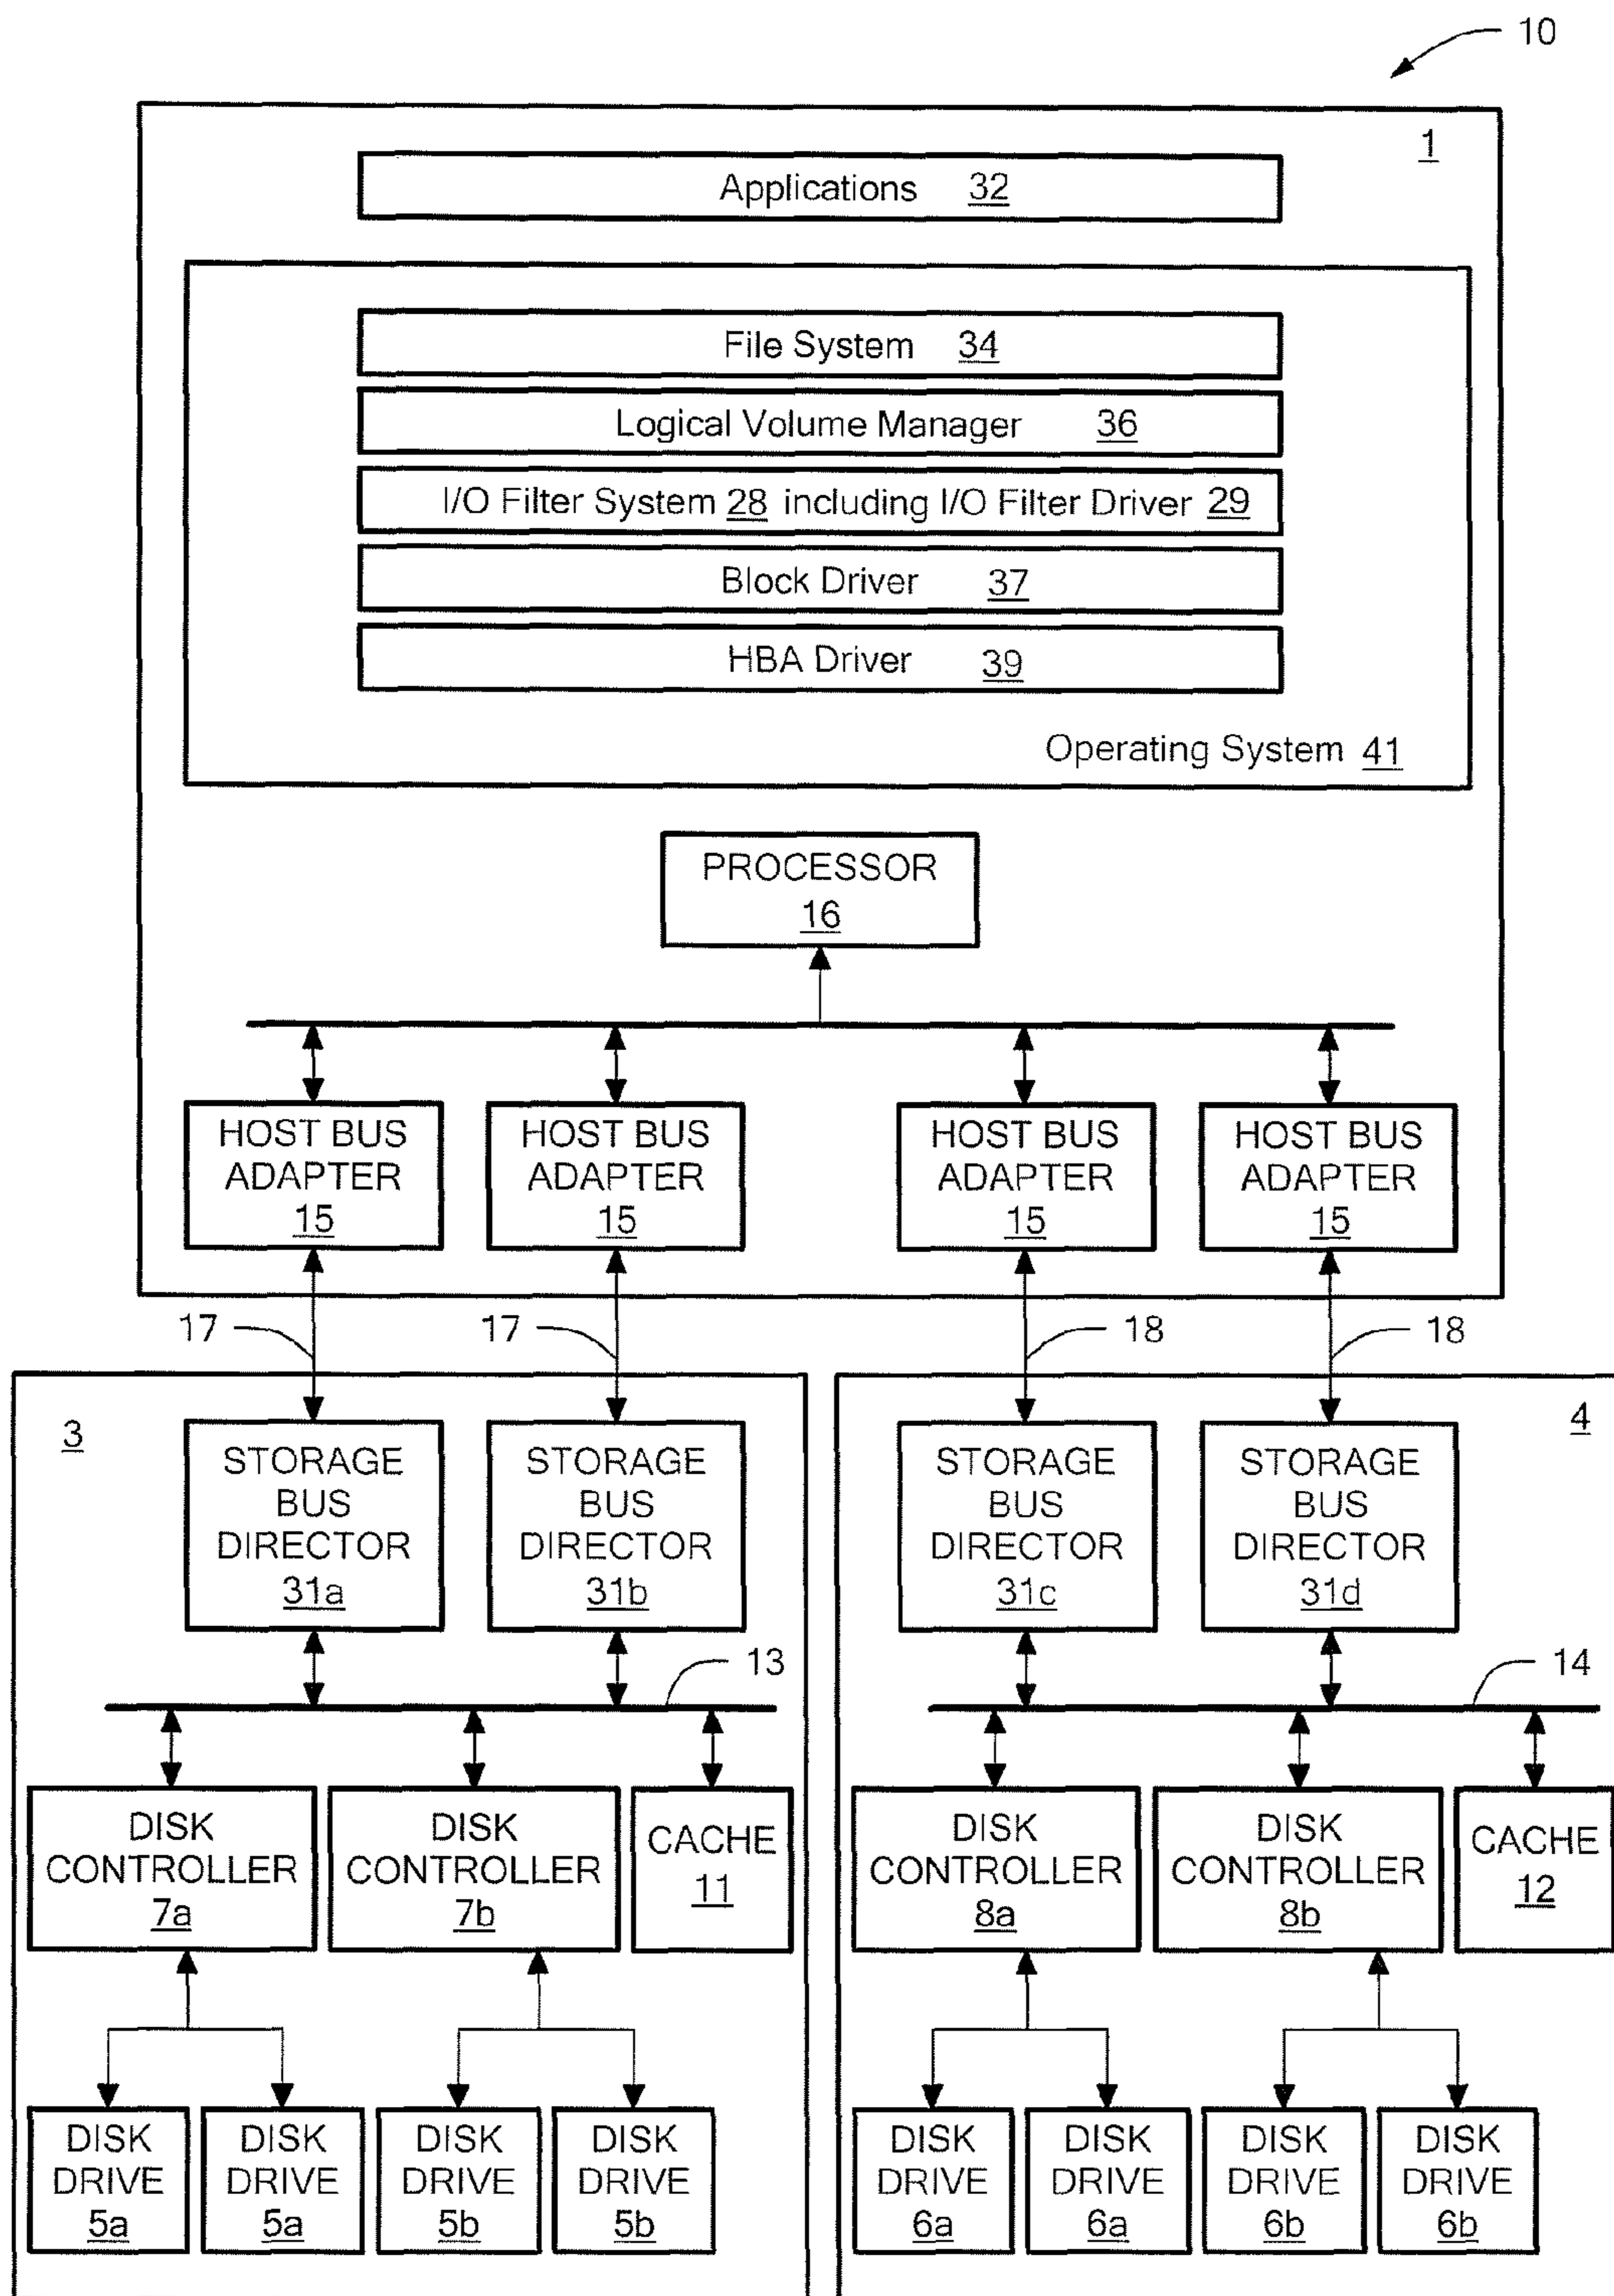 10
1
Applications 32
File System 34
Logical Volume Manager 36
I/O Filter System 28 including I/O Filter Driver 29
Block Driver 37
HBA Driver 39
Operating System 41
PROCESSOR
16
HOST BUS
ADAPTER
15
HOST BUS
ADAPTER
15
HOST BUS
ADAPTER
15
HOST BUS
ADAPTER
15
17
17
18
18
3
STORAGE
BUS
DIRECTOR
31a
STORAGE
BUS
DIRECTOR
31b
4
STORAGE
BUS
DIRECTOR
31c
STORAGE
BUS
DIRECTOR
31d
13
14
DISK
CONTROLLER
7a
DISK
CONTROLLER
7b
CACHE
11
DISK
CONTROLLER
8a
DISK
CONTROLLER
8b
CACHE
12
DISK
DRIVE
5a
DISK
DRIVE
5a
DISK
DRIVE
5b
DISK
DRIVE
5b
DISK
DRIVE
6a
DISK
DRIVE
6a
DISK
DRIVE
6b
DISK
DRIVE
6b